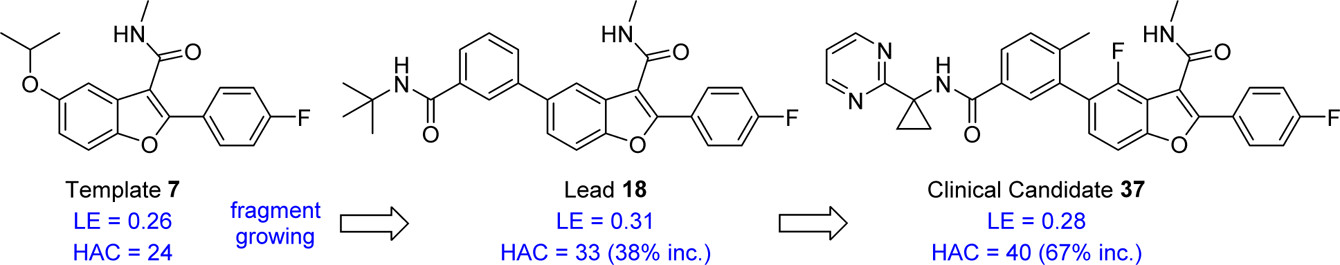 HN
O
O
O
F
Template 7
LE = 0.26
HAC = 24
fragment
growing
H
N
O
HN
O
O
F
Lead 18
LE = 0.31
HAC = 33 (38% inc.)
N
N
H
N
O
F
HN
O
O
F
Clinical Candidate 37
LE = 0.28
HAC = 40 (67% inc.)